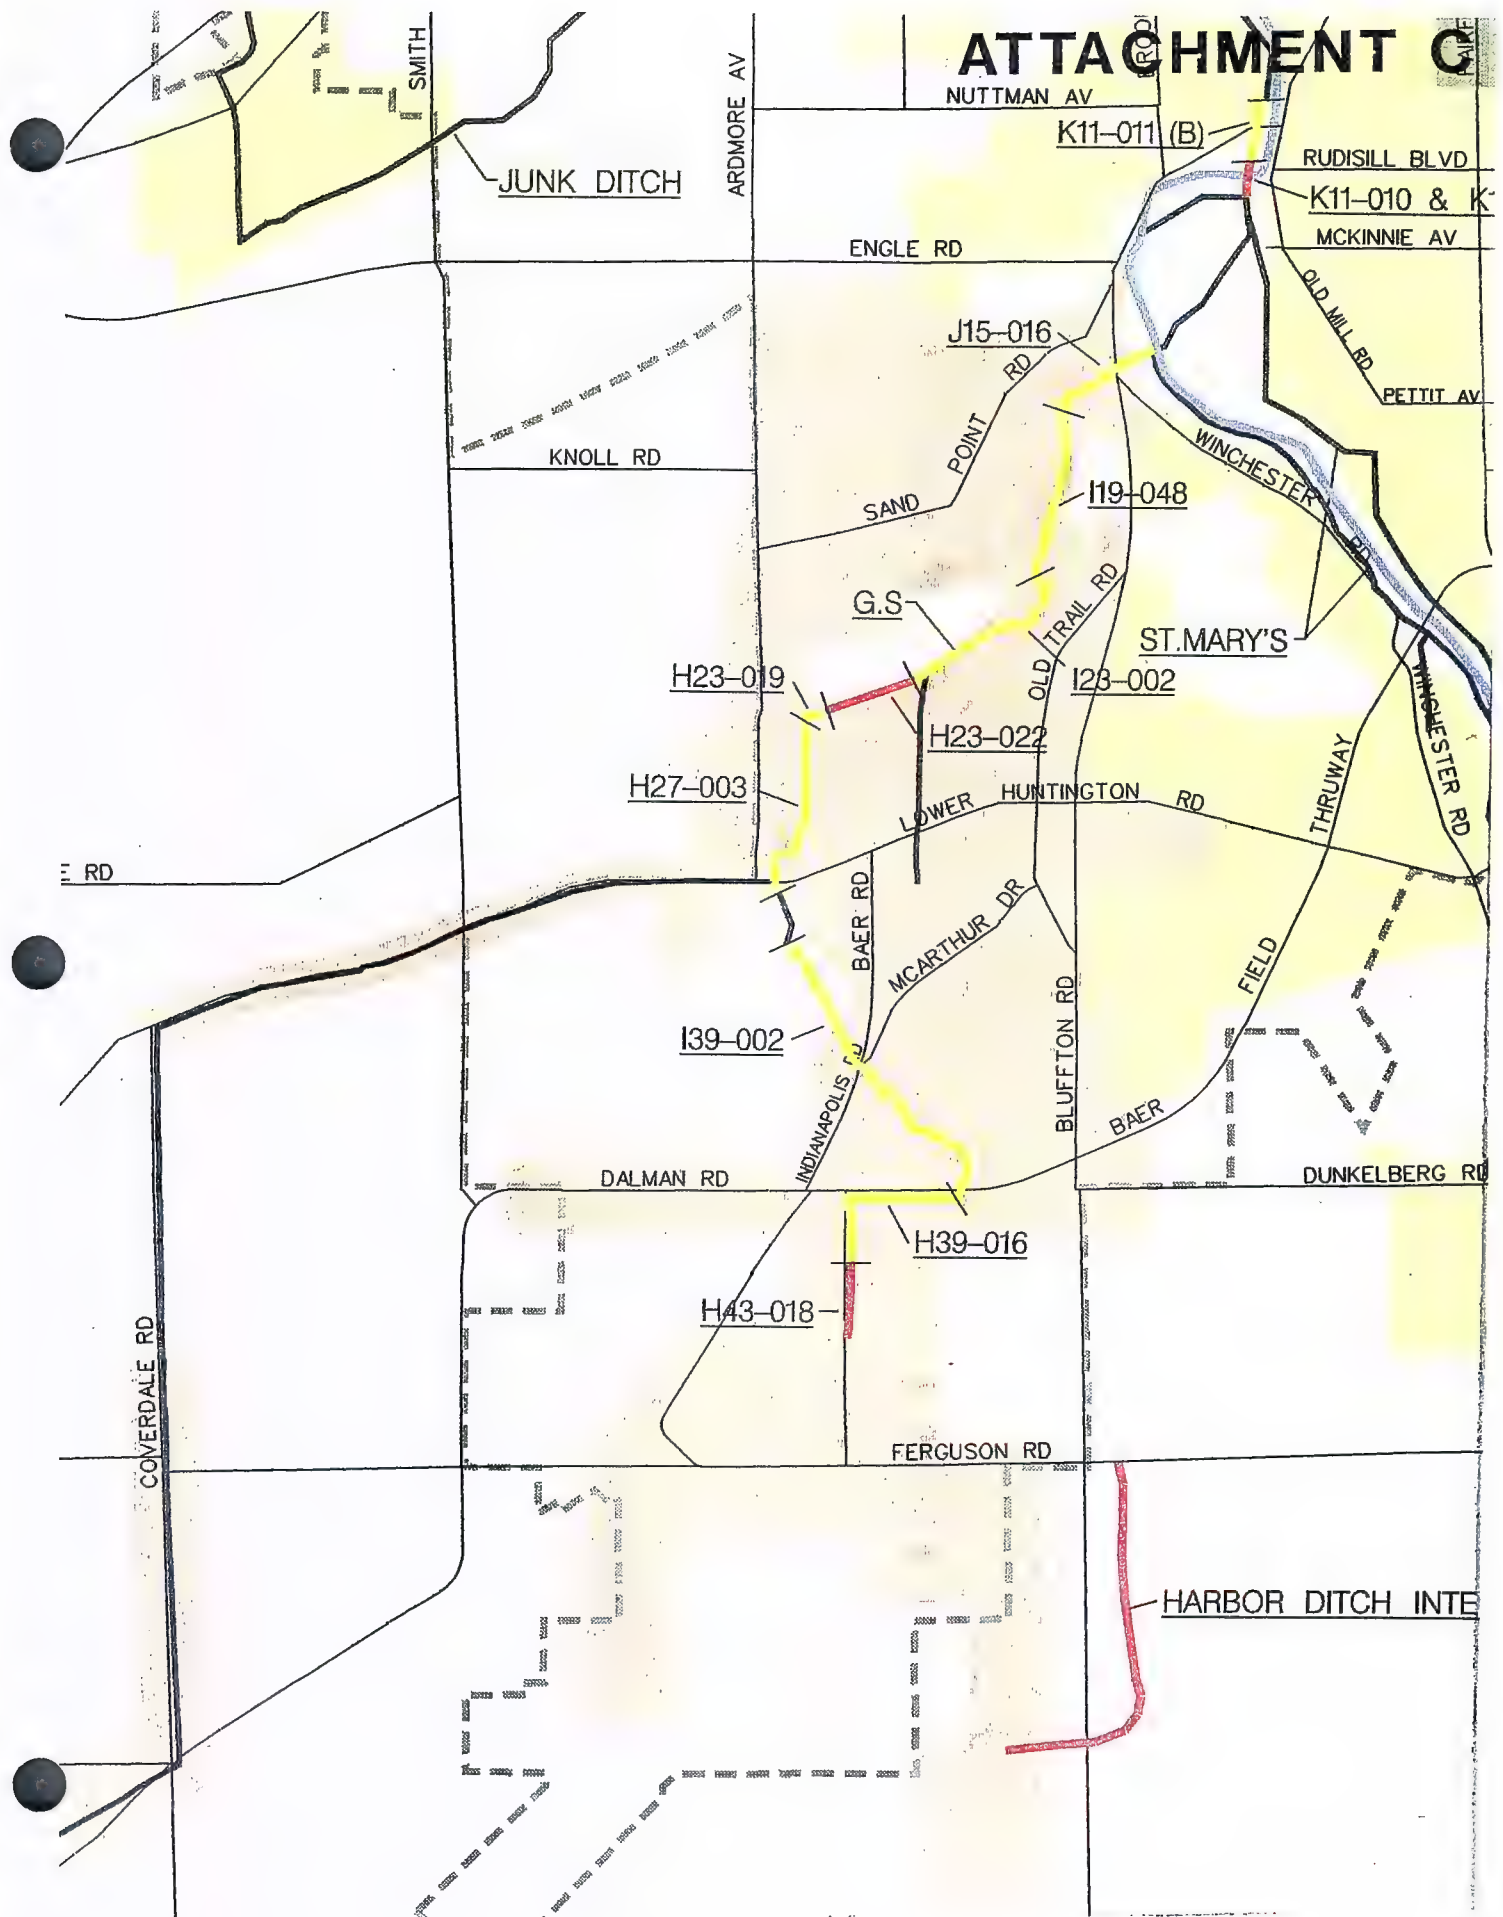 ATTACHMENT C
SMITH
ARDMORE AV
NUTTMAN AV
K11-011 (B)
RUDISILL BLVD
JUNK DITCH
K11-010 & K1
MCKINNIE AV
ENGLE RD
OLD MILL RD
J15-016
PETTIT AV
SAND POINT RD
KNOLL RD
WINCHESTER RD
I19-048
G.S
OLD TRAIL RD
ST.MARY'S
H23-019
I23-002
H23-022
WINCHESTER RD
H27-003
LOWER HUNTINGTON RD
THRUWAY
E RD
BAER RD
MCARTHUR DR
FIELD
I39-002
BLUFFTON RD
INDIANAPOLIS RD
BAER
DALMAN RD
DUNKELBERG RD
H39-016
H43-018
COVERDALE RD
FERGUSON RD
HARBOR DITCH INTE